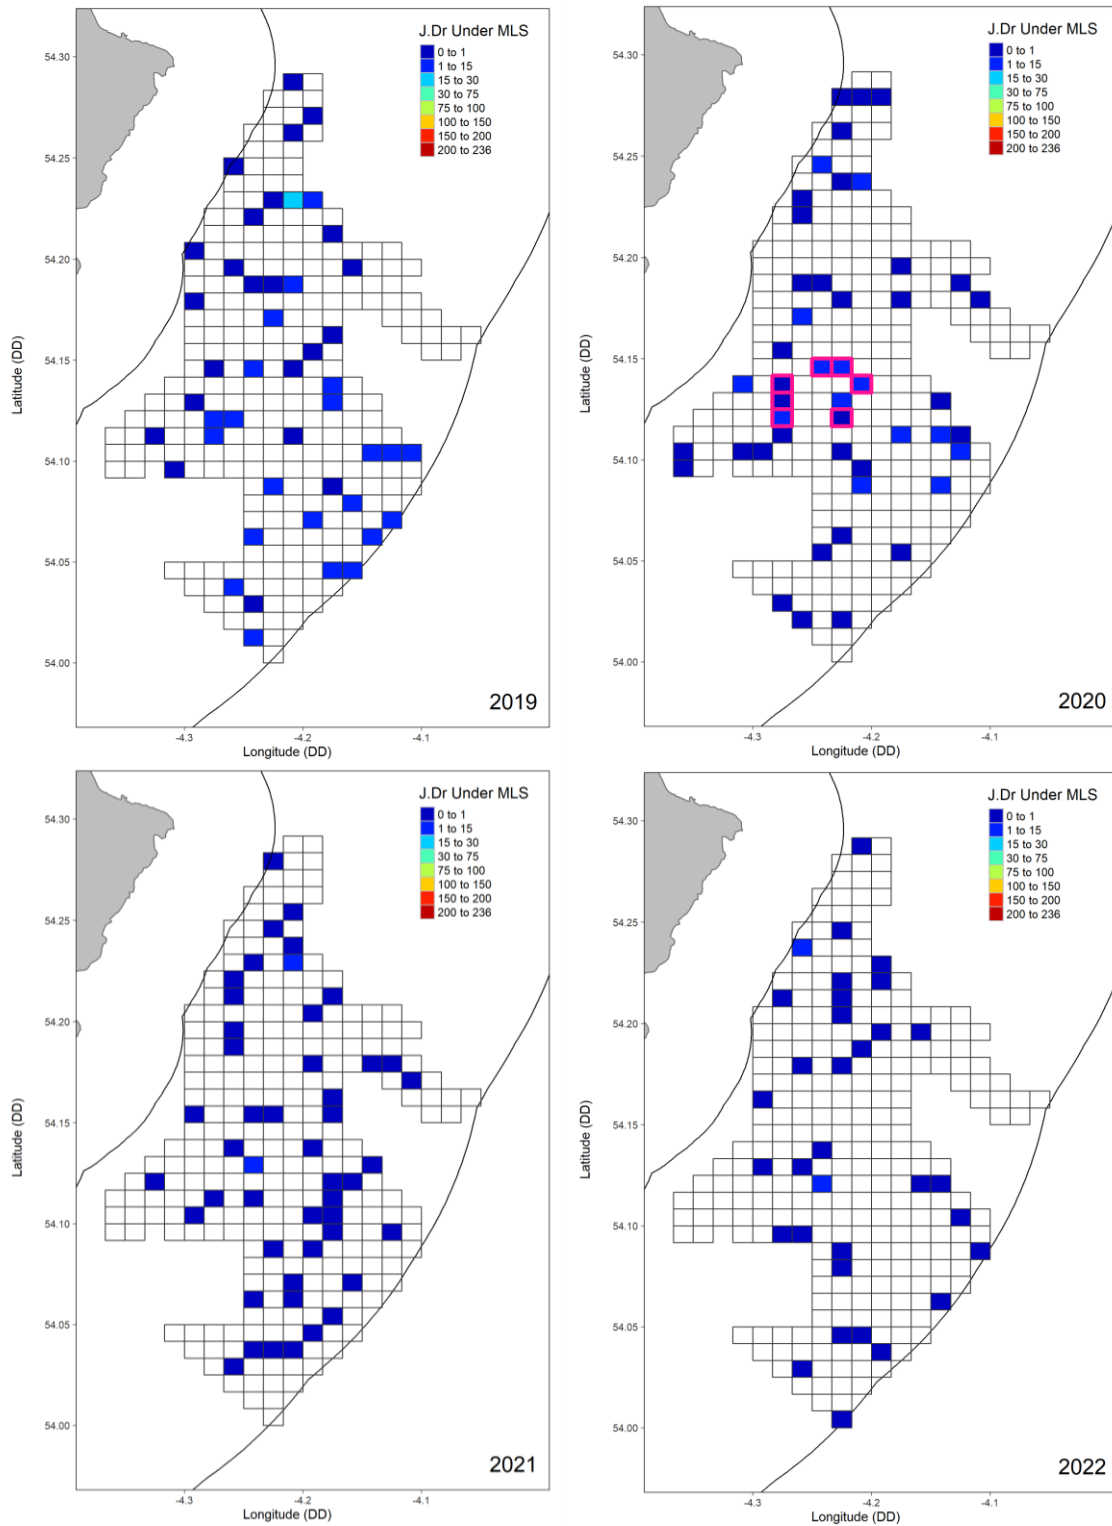 J.Dr Under MLS
0 to 1
1 to 15
15 to 30
30 to 75
75 to 100
100 to 150
150 to 200
200 to 236
54.30
54.25
54.20
54.15
54.10
54.05
54.00
Latitude (DD)
-4.3
-4.2
-4.1
Longitude (DD)
2019
J.Dr Under MLS
0 to 1
1 to 15
15 to 30
30 to 75
75 to 100
100 to 150
150 to 200
200 to 236
54.30
54.25
54.20
54.15
54.10
54.05
54.00
Latitude (DD)
-4.3
-4.2
-4.1
Longitude (DD)
2020
J.Dr Under MLS
0 to 1
1 to 15
15 to 30
30 to 75
75 to 100
100 to 150
150 to 200
200 to 236
54.30
54.25
54.20
54.15
54.10
54.05
54.00
Latitude (DD)
-4.3
-4.2
-4.1
Longitude (DD)
2021
J.Dr Under MLS
0 to 1
1 to 15
15 to 30
30 to 75
75 to 100
100 to 150
150 to 200
200 to 236
54.30
54.25
54.20
54.15
54.10
54.05
54.00
Latitude (DD)
-4.3
-4.2
-4.1
Longitude (DD)
2022